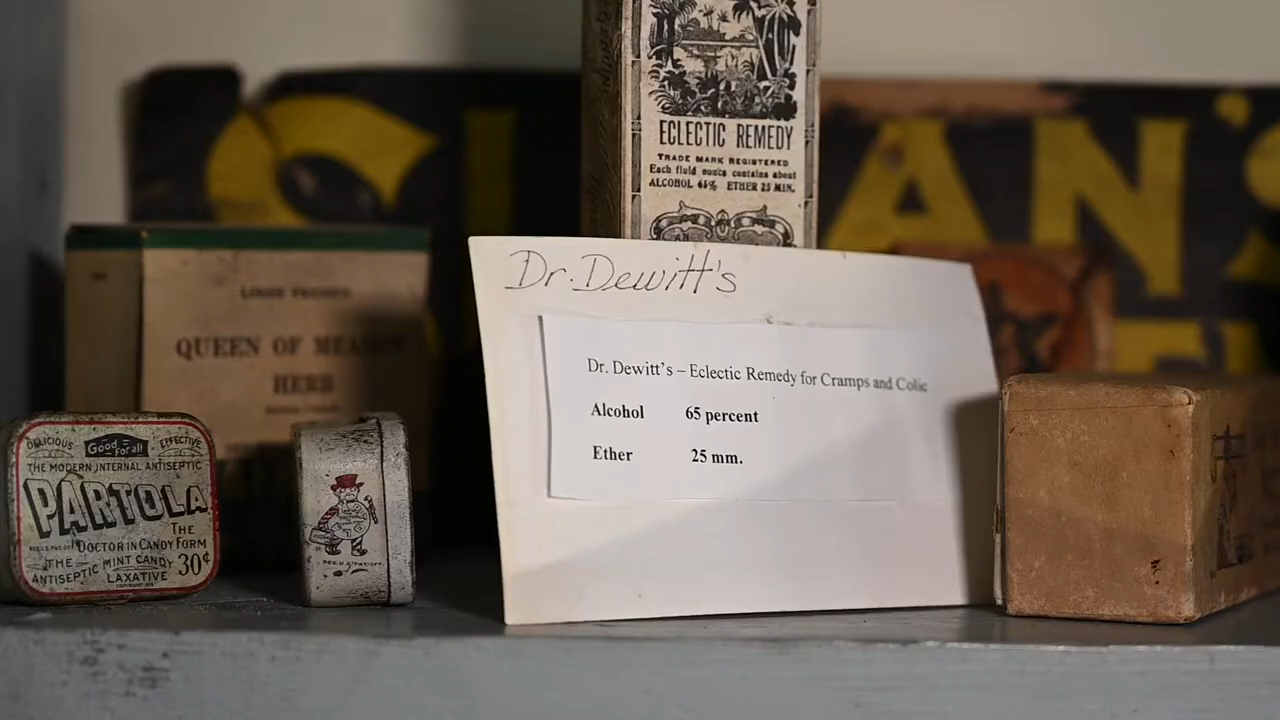 ECLECTIC REMEDY
TRADE MARK REGISTERED
Each fluid ounce contains about
ALCOHOL 65% ETHER 25 MIN.
AN'S
QUEEN OF MEADOW
HERB
Dr. Dewitt's
Dr. Dewitt's – Eclectic Remedy for Cramps and Colic
Alcohol 65 percent
Ether 25 mm.
DELICIOUS Good For all EFFECTIVE
THE MODERN INTERNAL ANTISEPTIC
PARTOLA
THE
DOCTOR IN CANDY FORM
THE MINT CANDY 30¢
ANTISEPTIC LAXATIVE